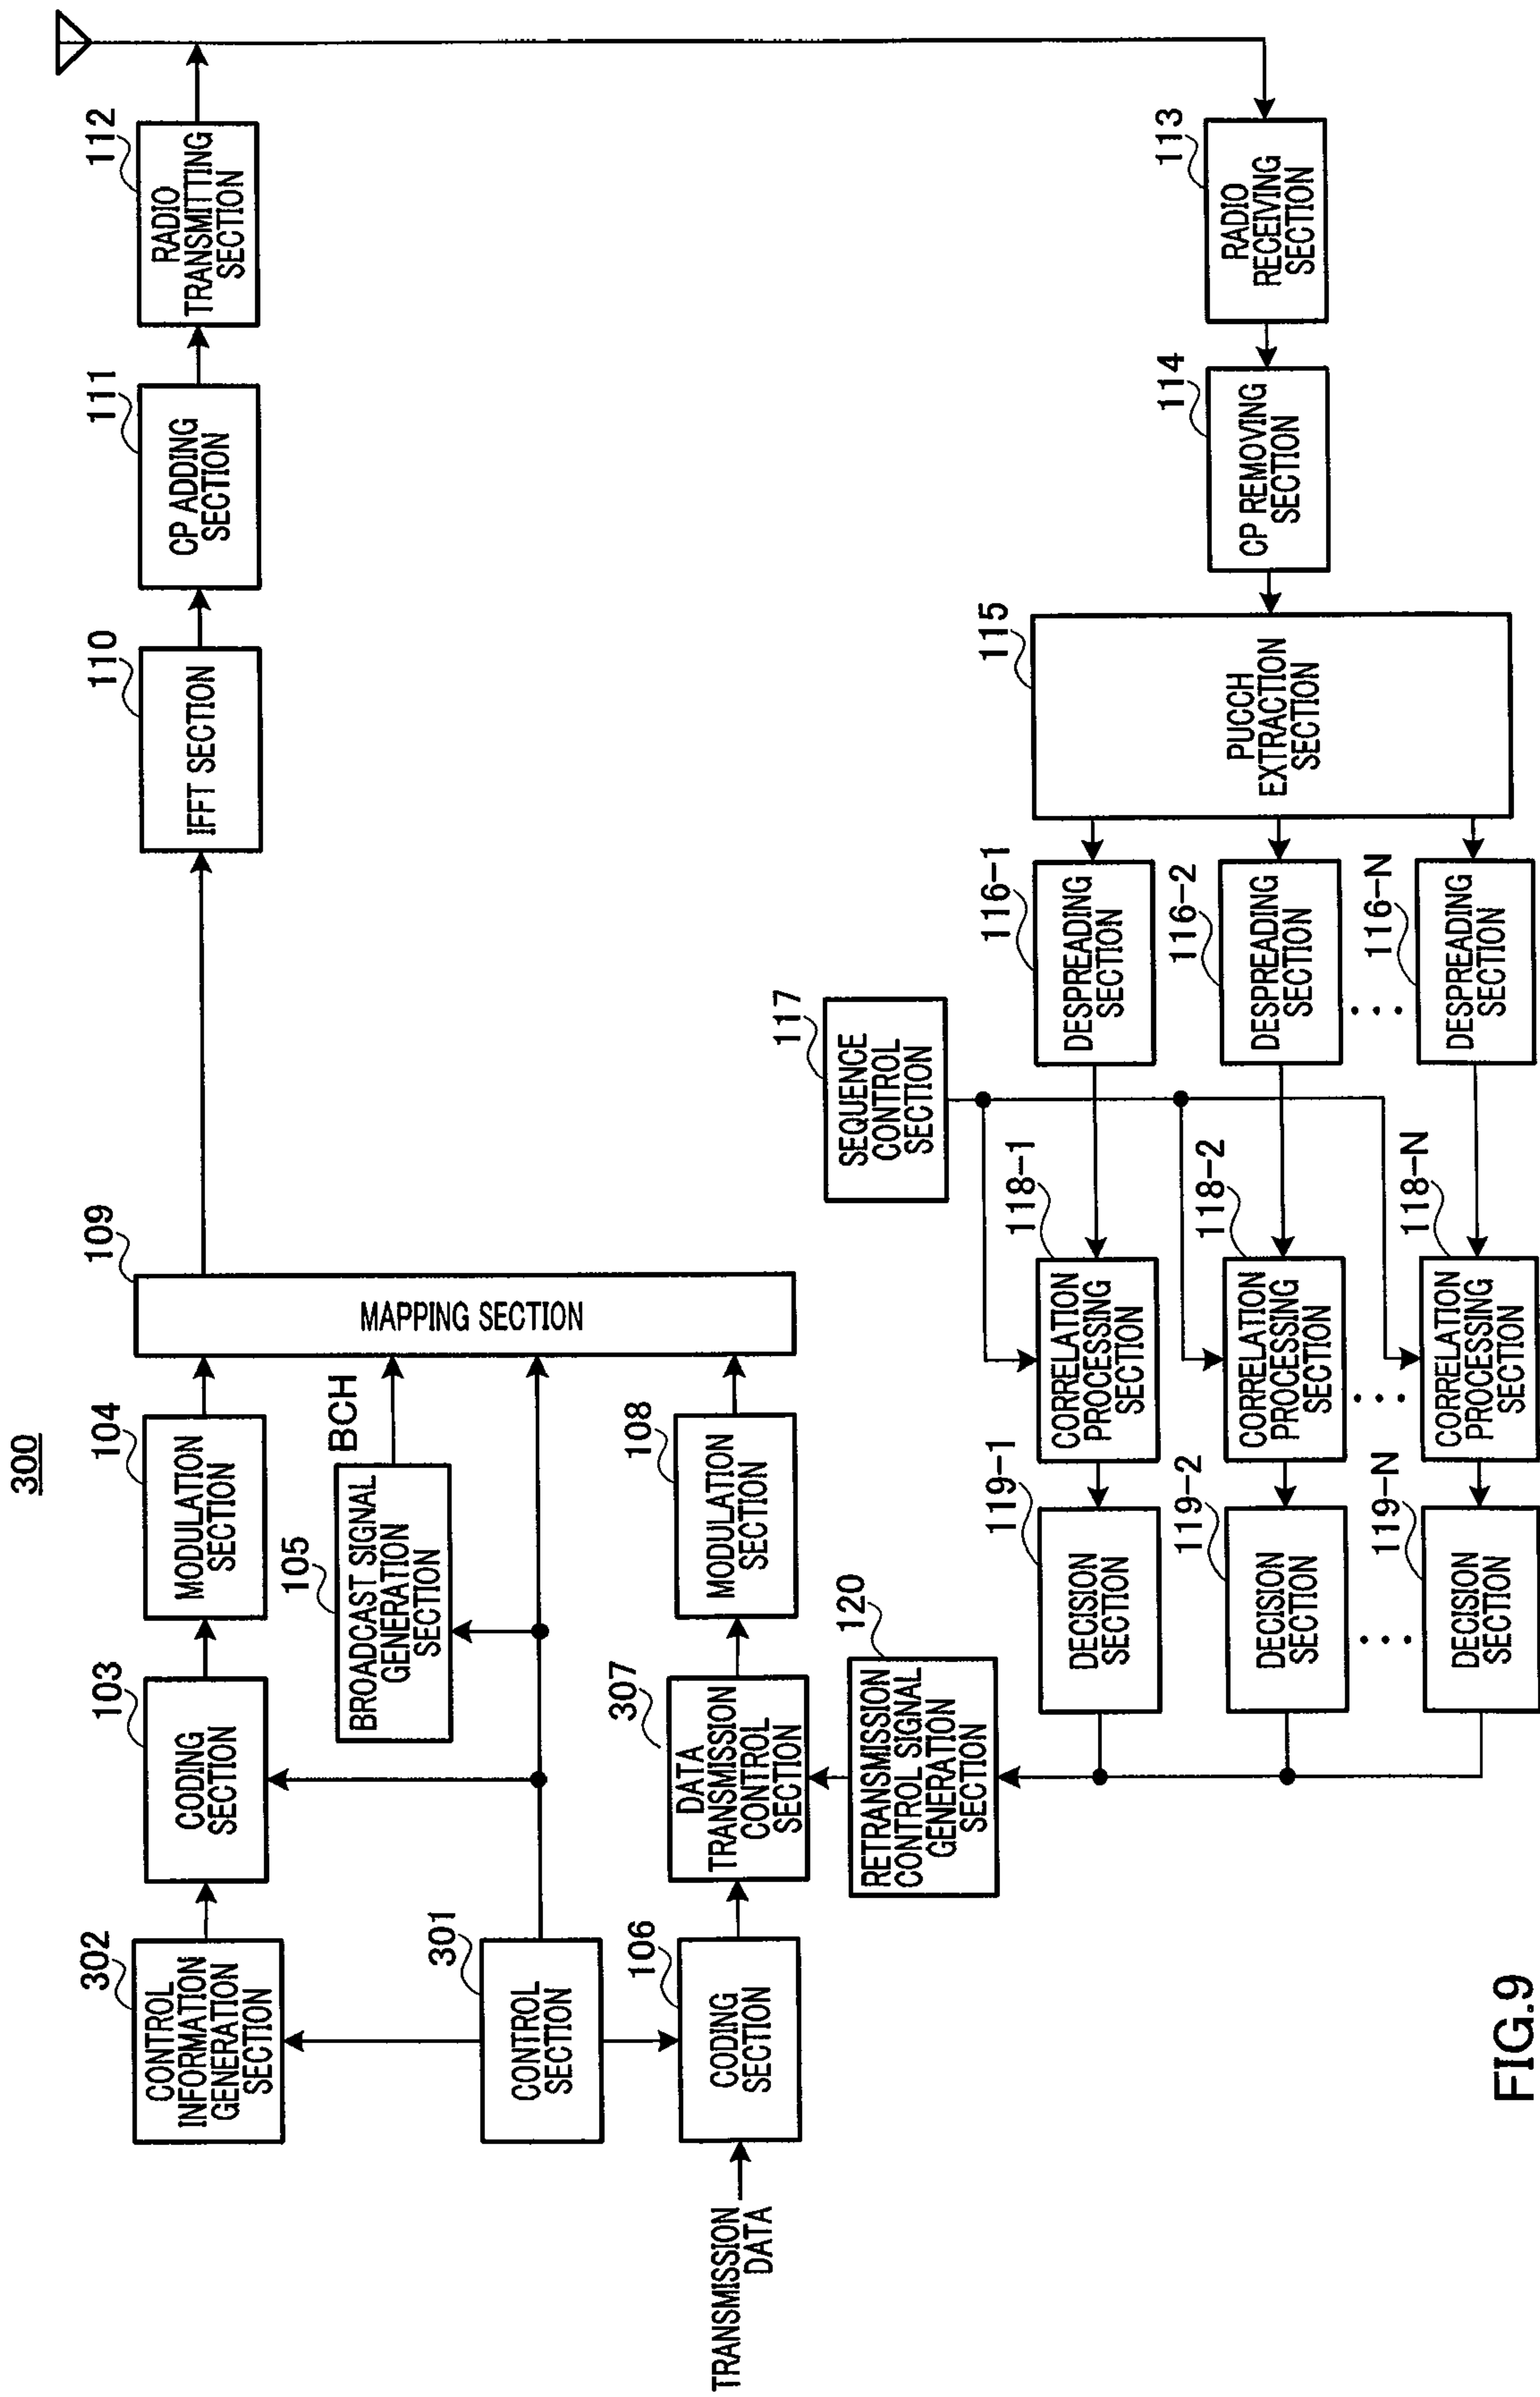 300
302
CONTROL
INFORMATION
GENERATION
SECTION
103
CODING
SECTION
104
MODULATION
SECTION
109
MAPPING SECTION
110
IFFT SECTION
111
CP ADDING
SECTION
112
RADIO
TRANSMITTING
SECTION
105
BROADCAST SIGNAL
GENERATION
SECTION
BCH
301
CONTROL
SECTION
TRANSMISSION
DATA
106
CODING
SECTION
307
DATA
TRANSMISSION
CONTROL
SECTION
108
MODULATION
SECTION
120
RETRANSMISSION
CONTROL SIGNAL
GENERATION
SECTION
117
SEQUENCE
CONTROL
SECTION
119-1
DECISION
SECTION
118-1
CORRELATION
PROCESSING
SECTION
116-1
DESPREADING
SECTION
115
PUCCH
EXTRACTION
SECTION
114
CP REMOVING
SECTION
113
RADIO
RECEIVING
SECTION
119-2
DECISION
SECTION
118-2
CORRELATION
PROCESSING
SECTION
116-2
DESPREADING
SECTION
119-N
DECISION
SECTION
118-N
CORRELATION
PROCESSING
SECTION
116-N
DESPREADING
SECTION
FIG.9